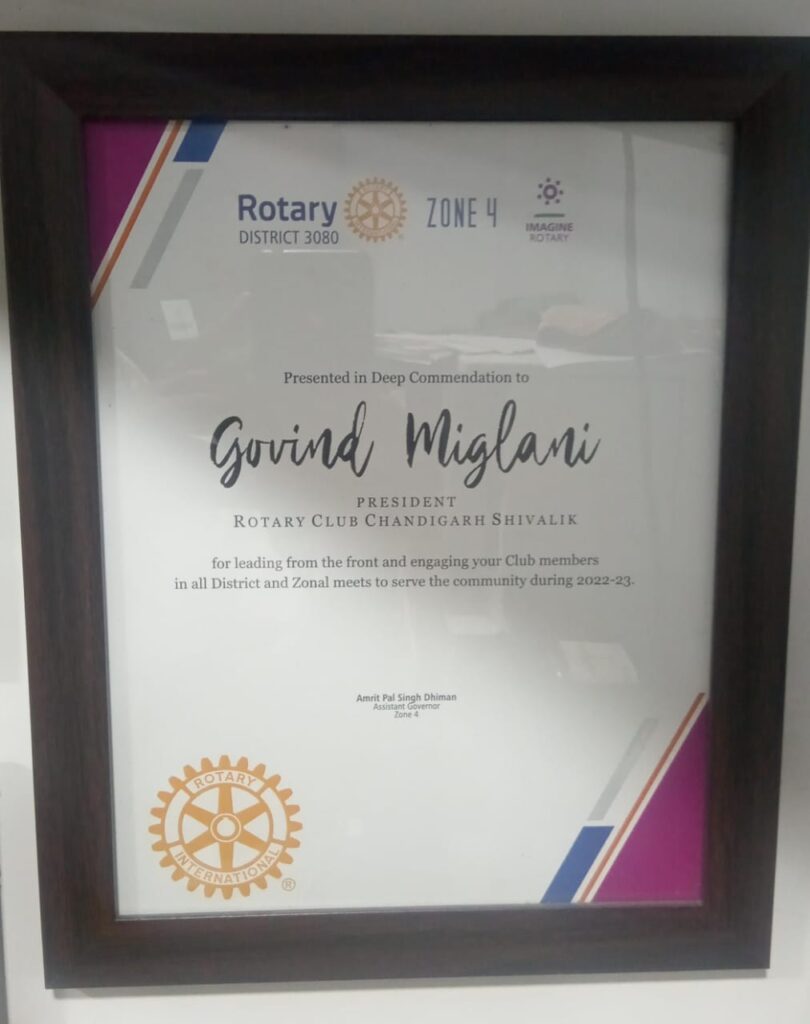 Rotary
DISTRICT 3080
ZONE 4
IMAGINE
ROTARY
Presented in Deep Commendation to
Govind Miglani
PRESIDENT
ROTARY CLUB CHANDIGARH SHIVALIK
for leading from the front and engaging your Club members
in all District and Zonal meets to serve the community during 2022-23.
Amrit Pal Singh Dhiman
Assistant Governor
Zone 4
ROTARY
INTERNATIONAL
®